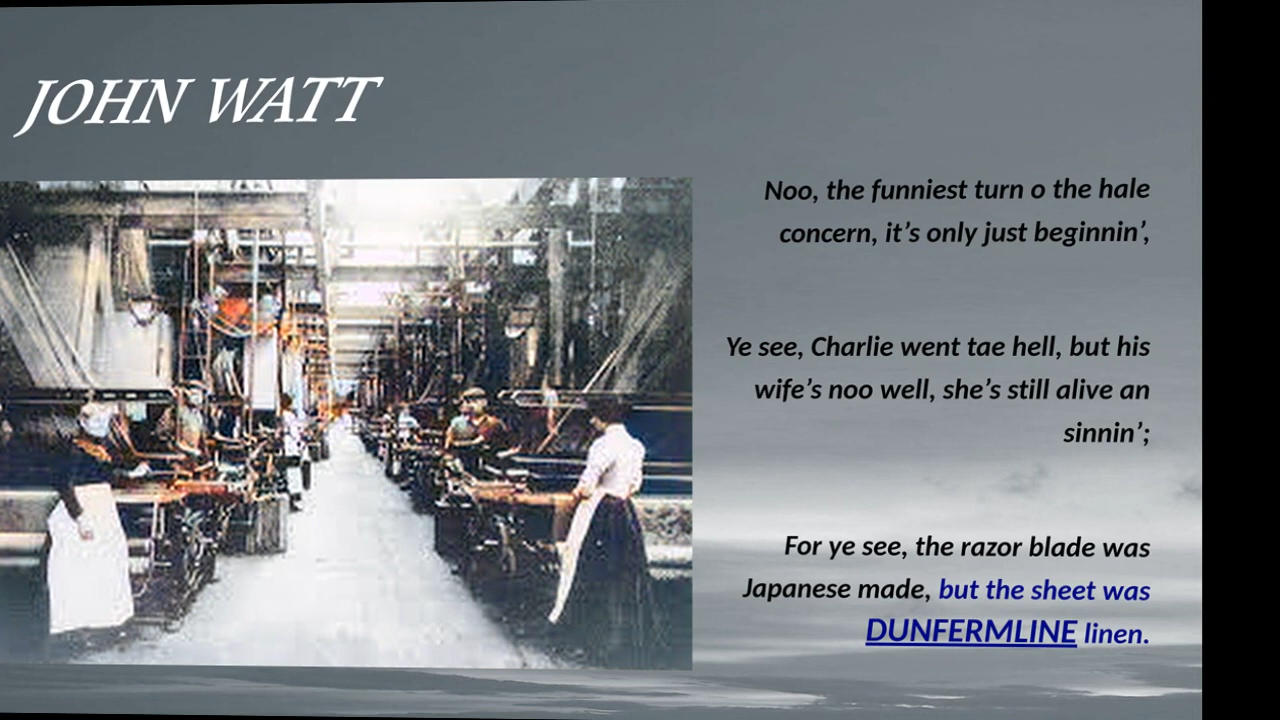 JOHN WATT
Noo, the funniest turn o the hale
concern, it’s only just beginnin’,
Ye see, Charlie went tae hell, but his
wife’s noo well, she’s still alive an
sinnin’;
For ye see, the razor blade was
Japanese made, but the sheet was
DUNFERMLINE linen.